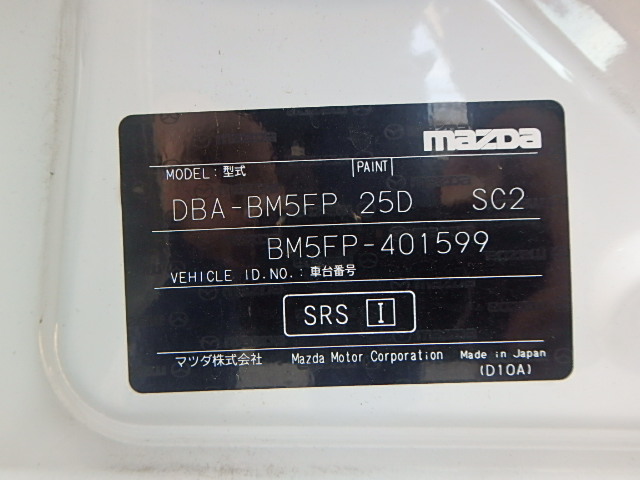 mazda
MODEL : 型式 PAINT
DBA-BM5FP 25D SC2
BM5FP-401599
VEHICLE ID.NO. : 車台番号
SRS I
マツダ株式会社 Mazda Motor Corporation Made in Japan
(D10A)